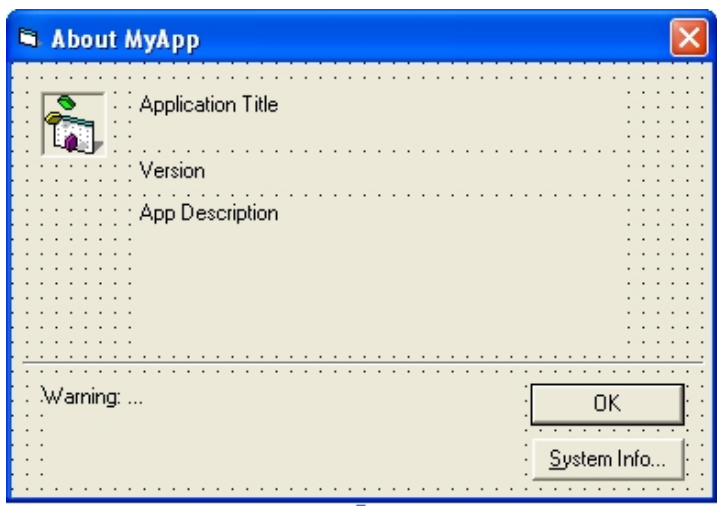 About MyApp
Application Title
Version
App Description
Warning: ...
OK
System Info...